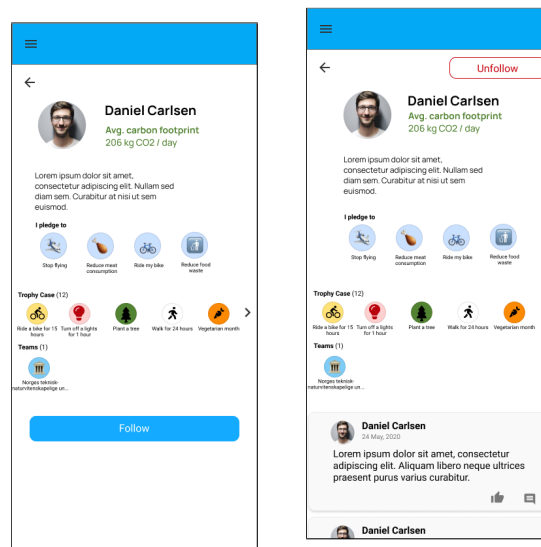 Daniel Carlsen
Avg. carbon footprint
206 kg CO2 / day
Lorem ipsum dolor sit amet,
consectetur adipiscing elit. Nullam sed
diam sem. Curabitur at nisi ut sem
euismod.
I pledge to
Stop flying
Reduce meat
consumption
Ride my bike
Reduce food
waste
Trophy Case (12)
Ride a bike for 15
hours
Turn off a lights
for 1 hour
Plant a tree
Walk for 24 hours
Vegetarian month
Teams (1)
Norges teknisk-
naturvitenskapelige un...
Follow
Unfollow
Daniel Carlsen
Avg. carbon footprint
206 kg CO2 / day
Lorem ipsum dolor sit amet,
consectetur adipiscing elit. Nullam sed
diam sem. Curabitur at nisi ut sem
euismod.
I pledge to
Stop flying
Reduce meat
consumption
Ride my bike
Reduce food
waste
Trophy Case (12)
Ride a bike for 15
hours
Turn off a lights
for 1 hour
Plant a tree
Walk for 24 hours
Vegetarian month
Teams (1)
Norges teknisk-
naturvitenskapelige un...
Daniel Carlsen
24 May, 2020
Lorem ipsum dolor sit amet, consectetur
adipiscing elit. Aliquam libero neque ultrices
praesent purus varius curabitur.
Daniel Carlsen